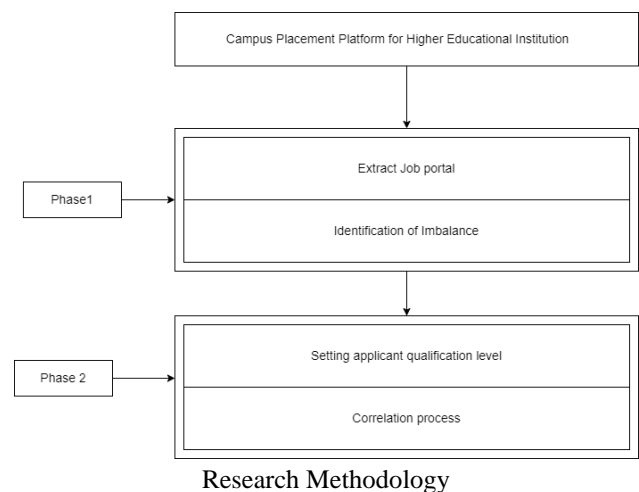 Campus Placement Platform for Higher Educational Institution
Extract Job portal
Phase1
Identification of Imbalance
Setting applicant qualification level
Phase 2
Correlation process
Research Methodology